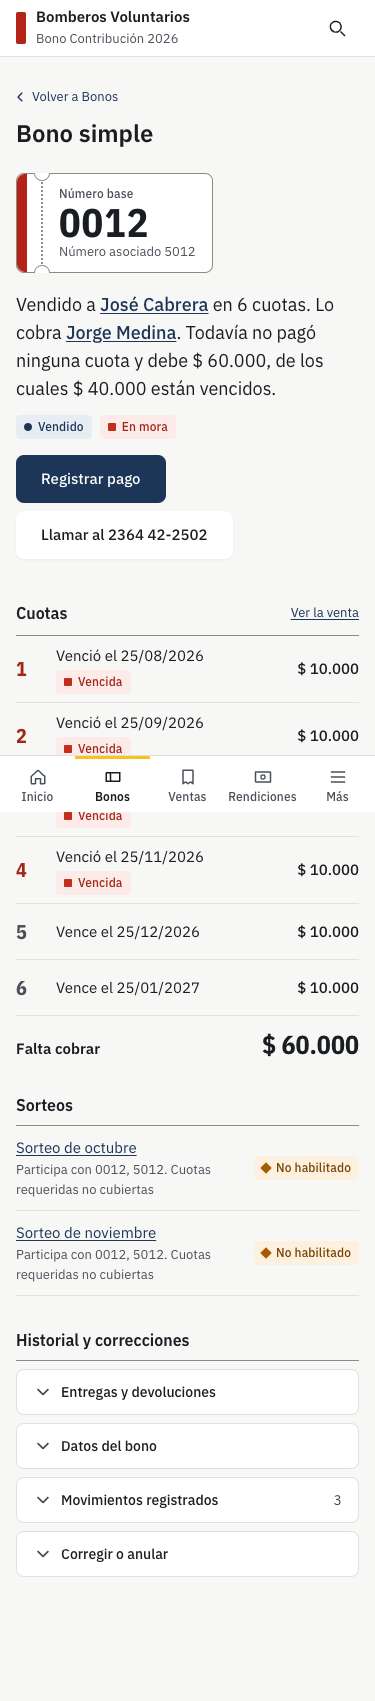 Bomberos Voluntarios
Bono Contribución 2026
Volver a Bonos
Bono simple
Número base
0012
Número asociado 5012
Vendido a José Cabrera en 6 cuotas. Lo
cobra Jorge Medina. Todavía no pagó
ninguna cuota y debe $ 60.000, de los
cuales $ 40.000 están vencidos.
Vendido
En mora
Registrar pago
Llamar al 2364 42-2502
Cuotas
Ver la venta
1
Venció el 25/08/2026
Vencida
$ 10.000
2
Venció el 25/09/2026
Vencida
$ 10.000
Inicio
Bonos
Ventas
Rendiciones
Más
Vencida
4
Venció el 25/11/2026
Vencida
$ 10.000
5
Vence el 25/12/2026
$ 10.000
6
Vence el 25/01/2027
$ 10.000
Falta cobrar
$ 60.000
Sorteos
Sorteo de octubre
Participa con 0012, 5012. Cuotas
requeridas no cubiertas
No habilitado
Sorteo de noviembre
Participa con 0012, 5012. Cuotas
requeridas no cubiertas
No habilitado
Historial y correcciones
Entregas y devoluciones
Datos del bono
Movimientos registrados
3
Corregir o anular